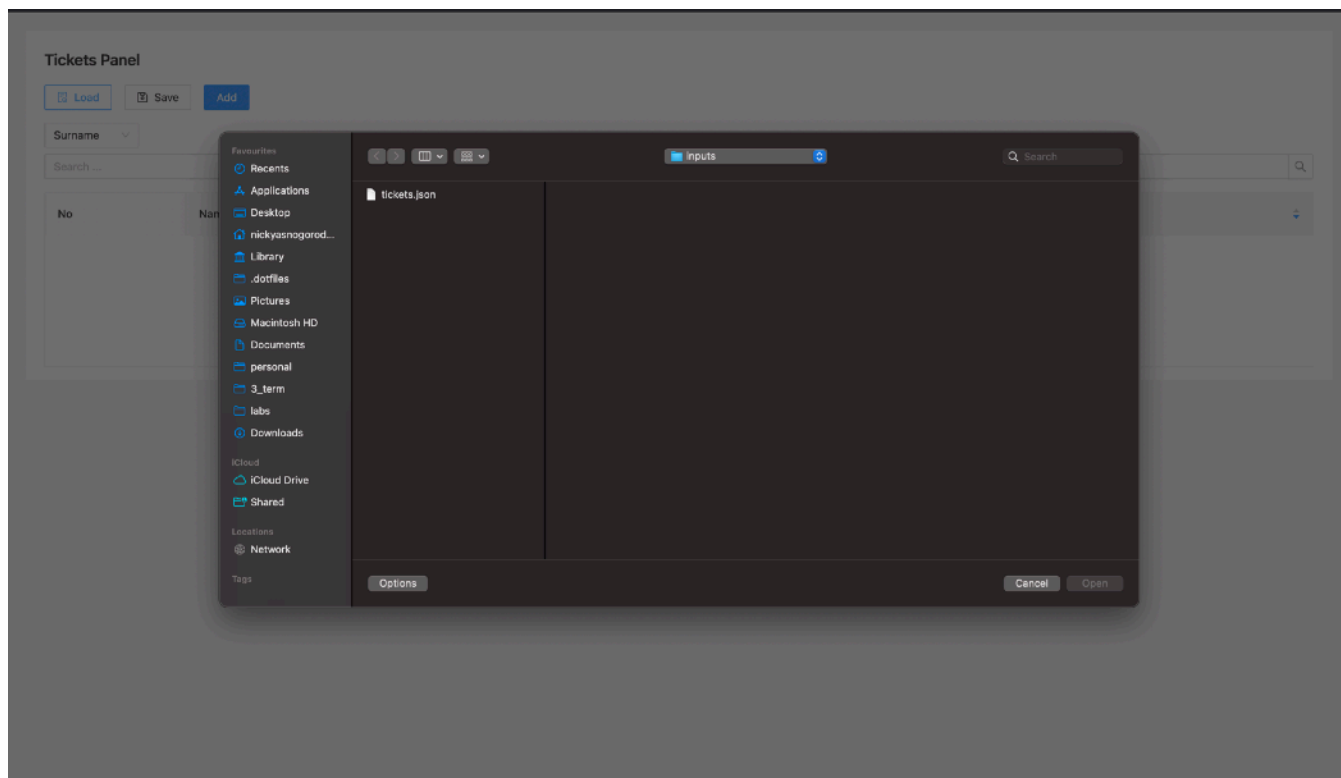 Tickets Panel
Load Save Add
Surname
Search ...
No Nam
Favourites
Recents
Applications
Desktop
nickyasnogorod...
Library
.dotfiles
Pictures
Macintosh HD
Documents
personal
3_term
labs
Downloads
iCloud
iCloud Drive
Shared
Locations
Network
Tags
inputs
Search
tickets.json
Options
Cancel Open